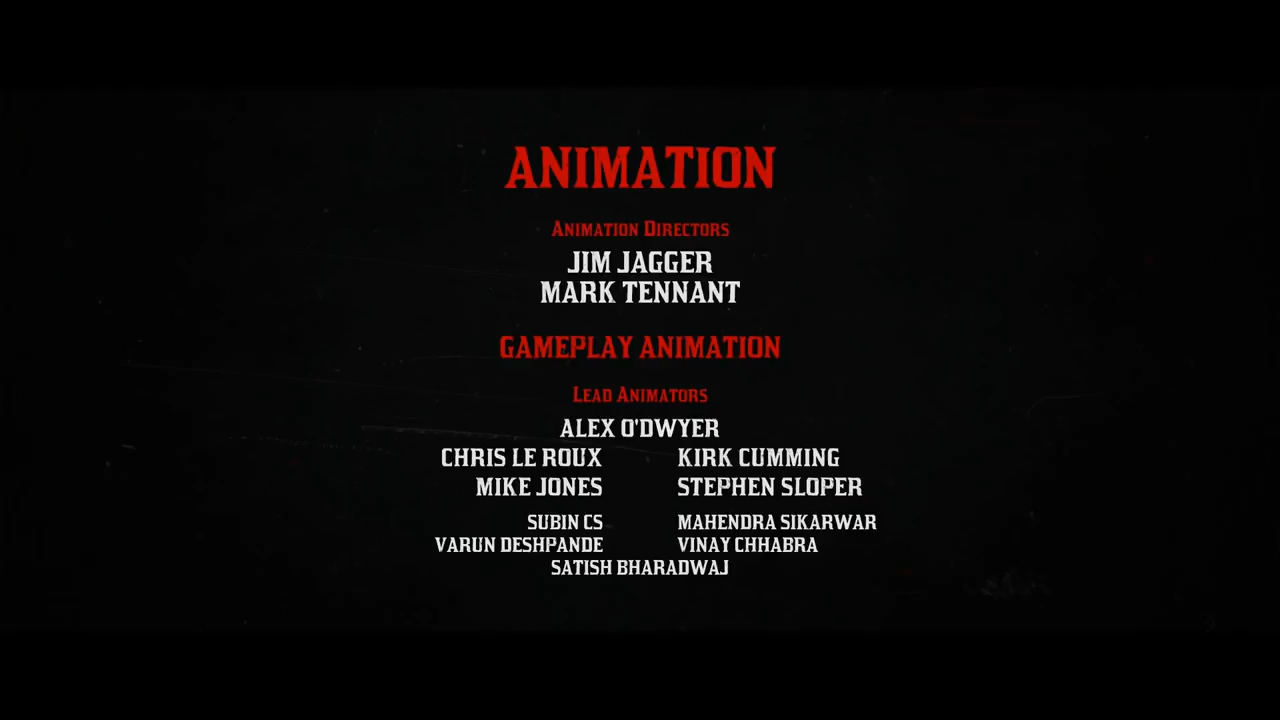 ANIMATION
Animation Directors
JIM JAGGER
MARK TENNANT
GAMEPLAY ANIMATION
Lead Animators
ALEX O'DWYER
CHRIS LE ROUX KIRK CUMMING
MIKE JONES STEPHEN SLOPER
SUBIN CS MAHENDRA SIKARWAR
VARUN DESHPANDE VINAY CHHABRA
SATISH BHARADWAJ